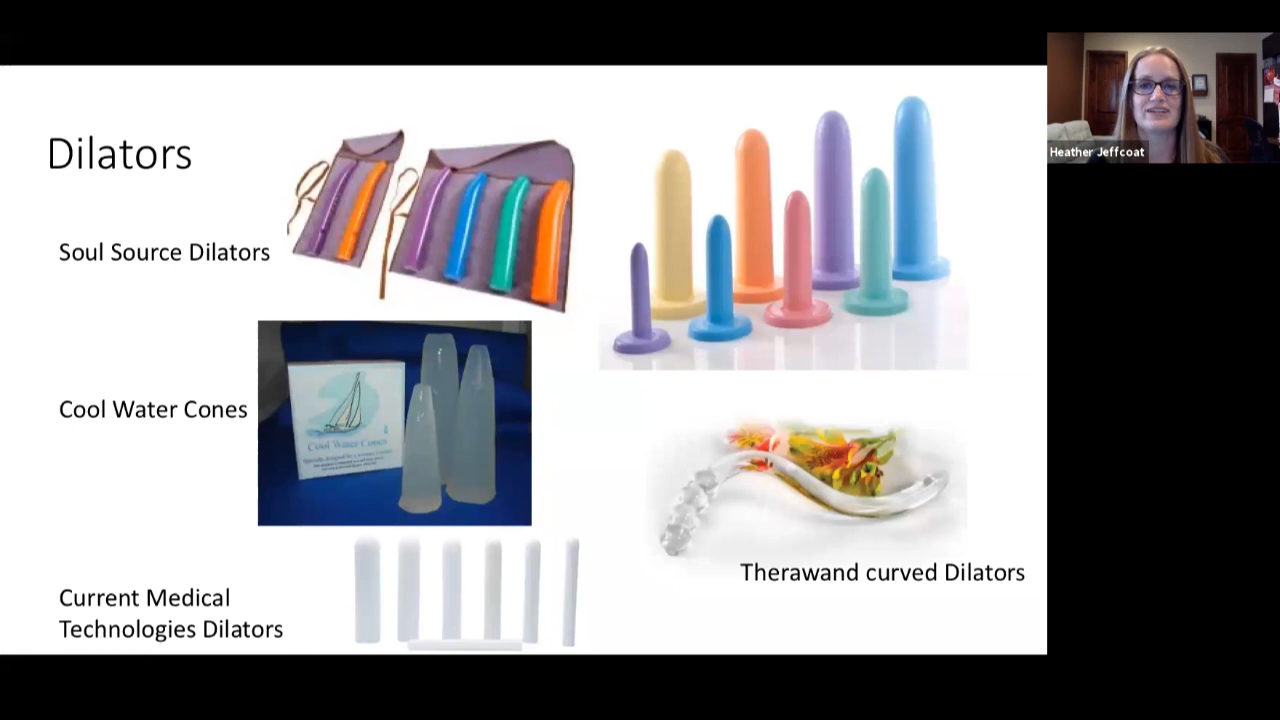 Dilators
Heather Jeffcoat
Soul Source Dilators
Cool Water Cones
Cool Water Cones
Therawand curved Dilators
Current Medical
Technologies Dilators